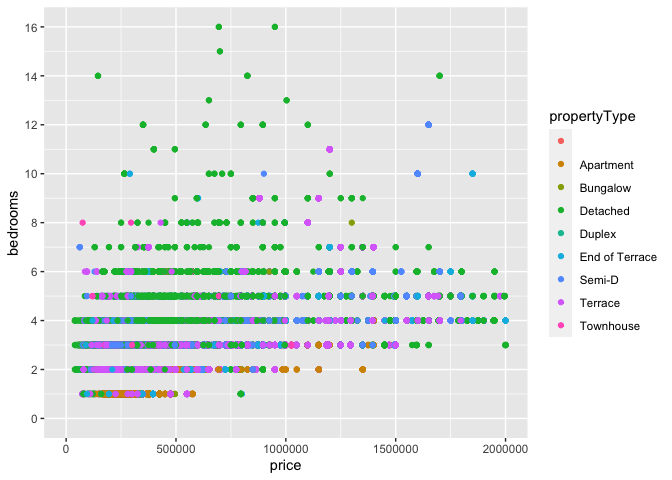 16
14
12
10
8
6
4
2
0
bedrooms
0
500000
1000000
1500000
2000000
price
propertyType
Apartment
Bungalow
Detached
Duplex
End of Terrace
Semi-D
Terrace
Townhouse